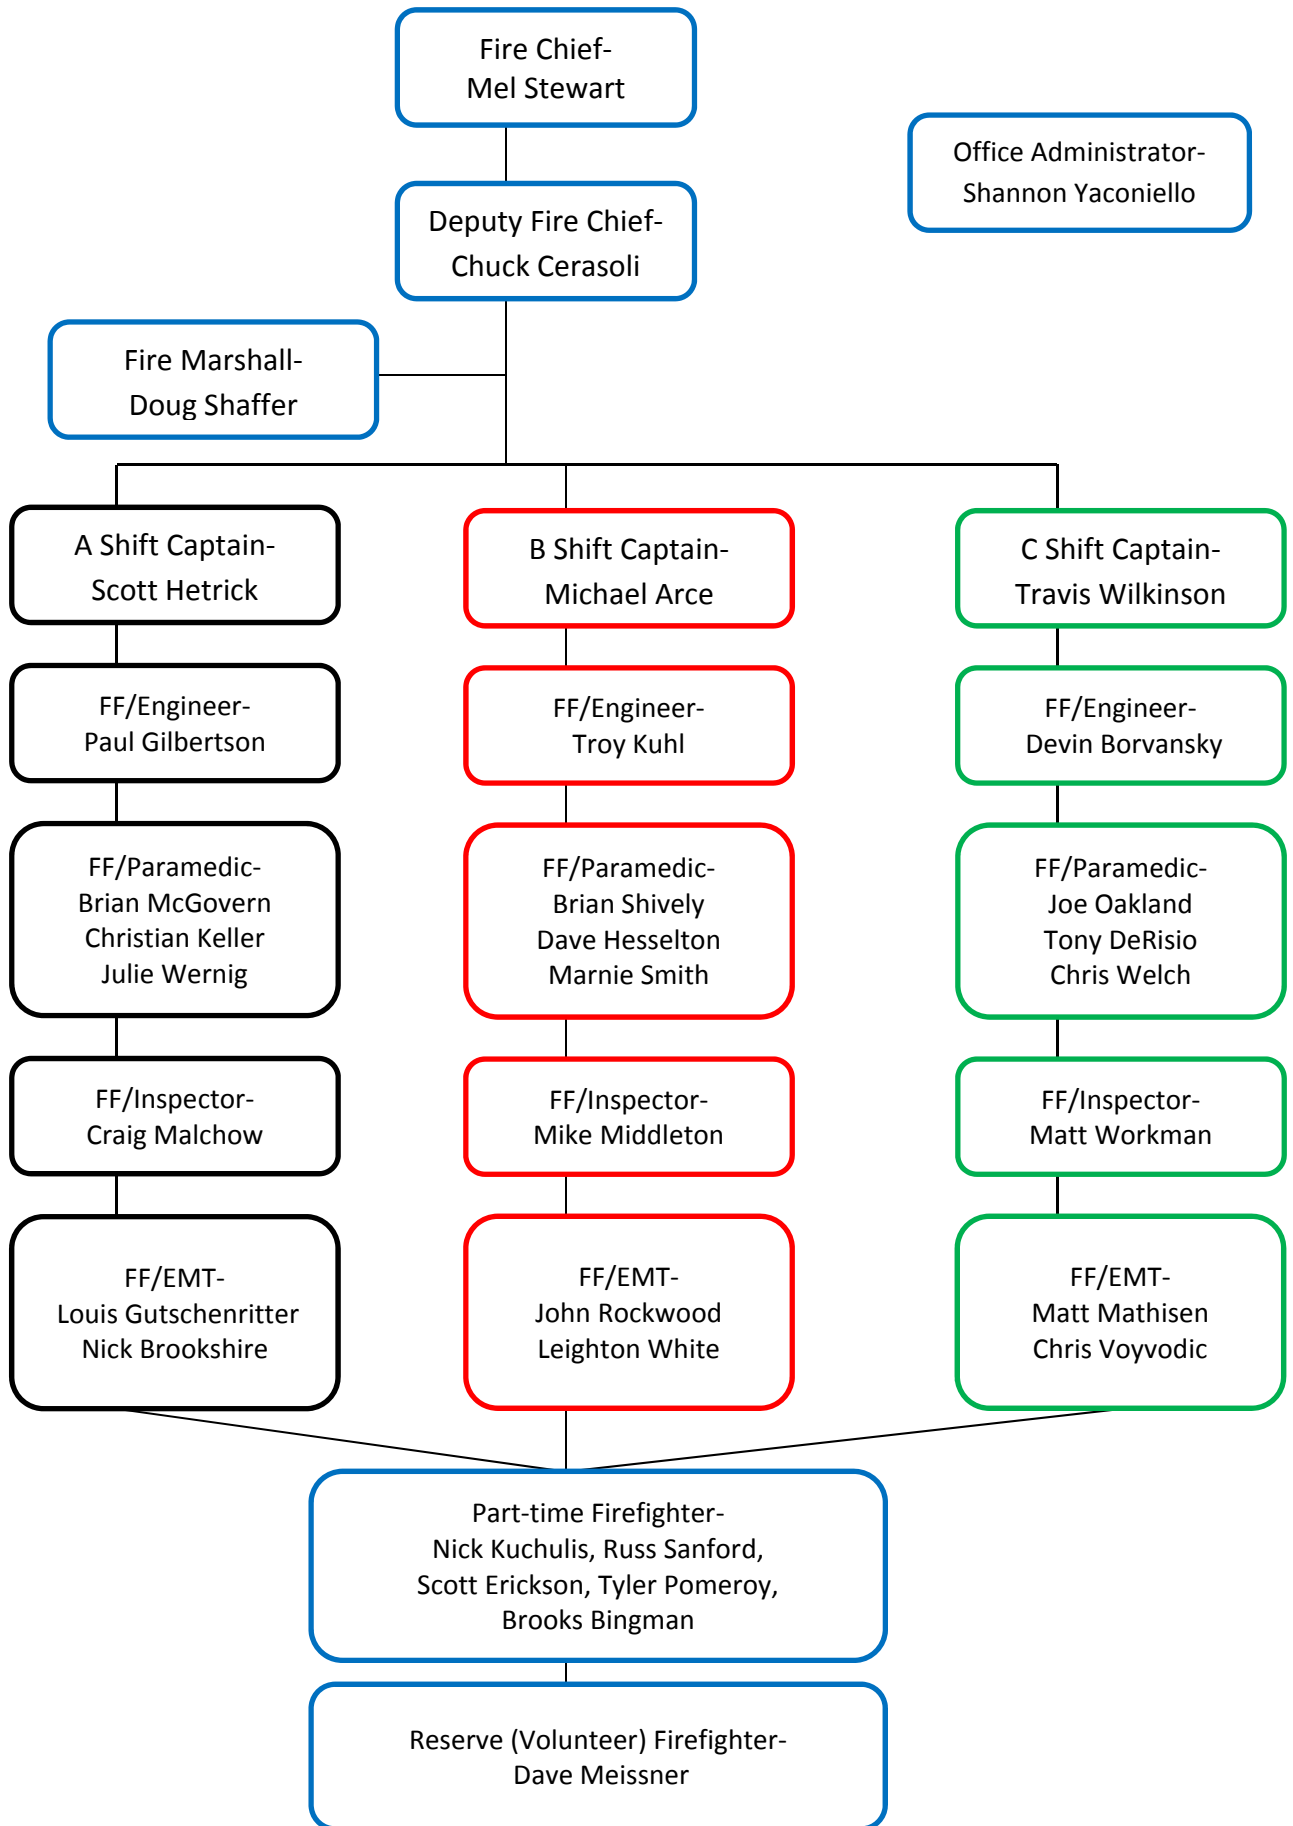 Fire Chief-
Mel Stewart
Office Administrator-
Shannon Yaconiello
Deputy Fire Chief-
Chuck Cerasoli
Fire Marshall-
Doug Shaffer
A Shift Captain-
Scott Hetrick
B Shift Captain-
Michael Arce
C Shift Captain-
Travis Wilkinson
FF/Engineer-
Paul Gilbertson
FF/Engineer-
Troy Kuhl
FF/Engineer-
Devin Borvansky
FF/Paramedic-
Brian McGovern
Christian Keller
Julie Wernig
FF/Paramedic-
Brian Shively
Dave Hesselton
Marnie Smith
FF/Paramedic-
Joe Oakland
Tony DeRisio
Chris Welch
FF/Inspector-
Craig Malchow
FF/Inspector-
Mike Middleton
FF/Inspector-
Matt Workman
FF/EMT-
Louis Gutschenritter
Nick Brookshire
FF/EMT-
John Rockwood
Leighton White
FF/EMT-
Matt Mathisen
Chris Voyvodic
Part-time Firefighter-
Nick Kuchulis, Russ Sanford,
Scott Erickson, Tyler Pomeroy,
Brooks Bingman
Reserve (Volunteer) Firefighter-
Dave Meissner